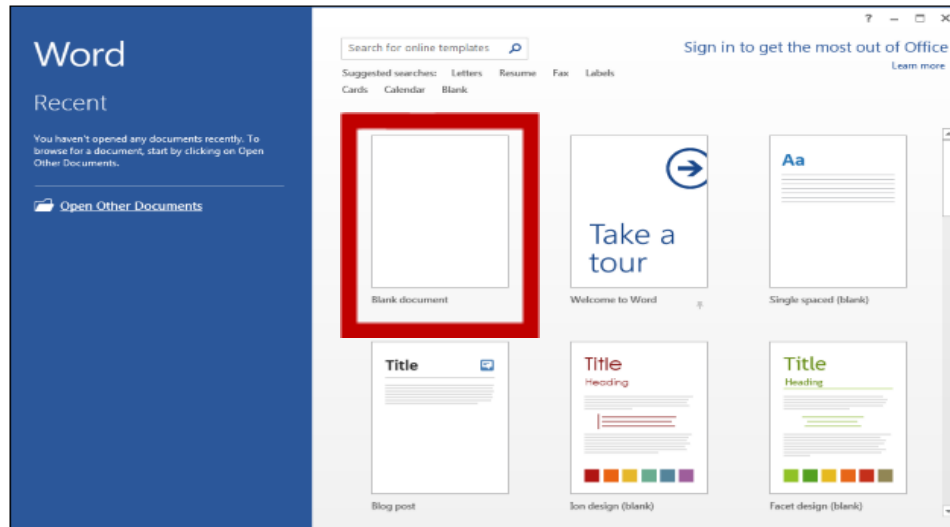 Word
Recent
You haven't opened any documents recently. To
browse for a document, start by clicking on Open
Other Documents.
Open Other Documents
?
Search for online templates
Sign in to get the most out of Office
Learn more
Suggested searches: Letters Resume Fax Labels
Cards Calendar Blank
Blank document
Take a
tour
Welcome to Word
Aa
Single spaced (blank)
Title
Blog post
Title
Heading
Ion design (blank)
Title
Heading
Facet design (blank)